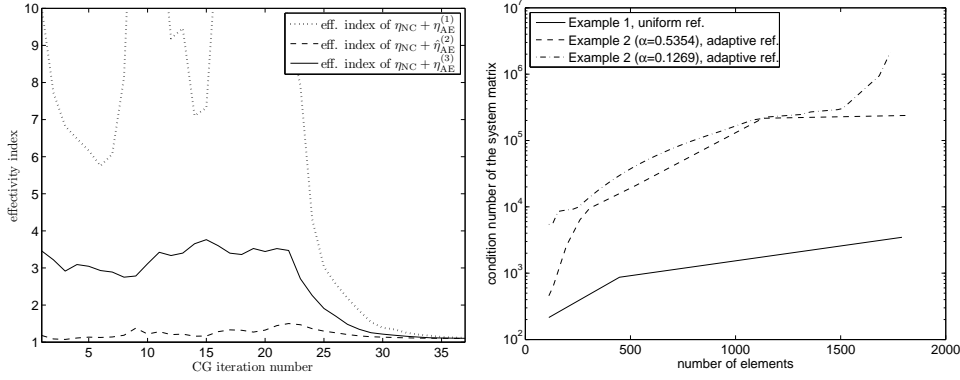 effectivity index
10
9
8
7
6
5
4
3
2
1
5
10
15
20
25
30
35
CG iteration number
eff. index of η_NC + η_AE^(1)
eff. index of η_NC + η̂_AE^(2)
eff. index of η_NC + η_AE^(3)
condition number of the system matrix
10^7
10^6
10^5
10^4
10^3
10^2
0
500
1000
1500
2000
number of elements
Example 1, uniform ref.
Example 2 (α=0.5354), adaptive ref.
Example 2 (α=0.1269), adaptive ref.